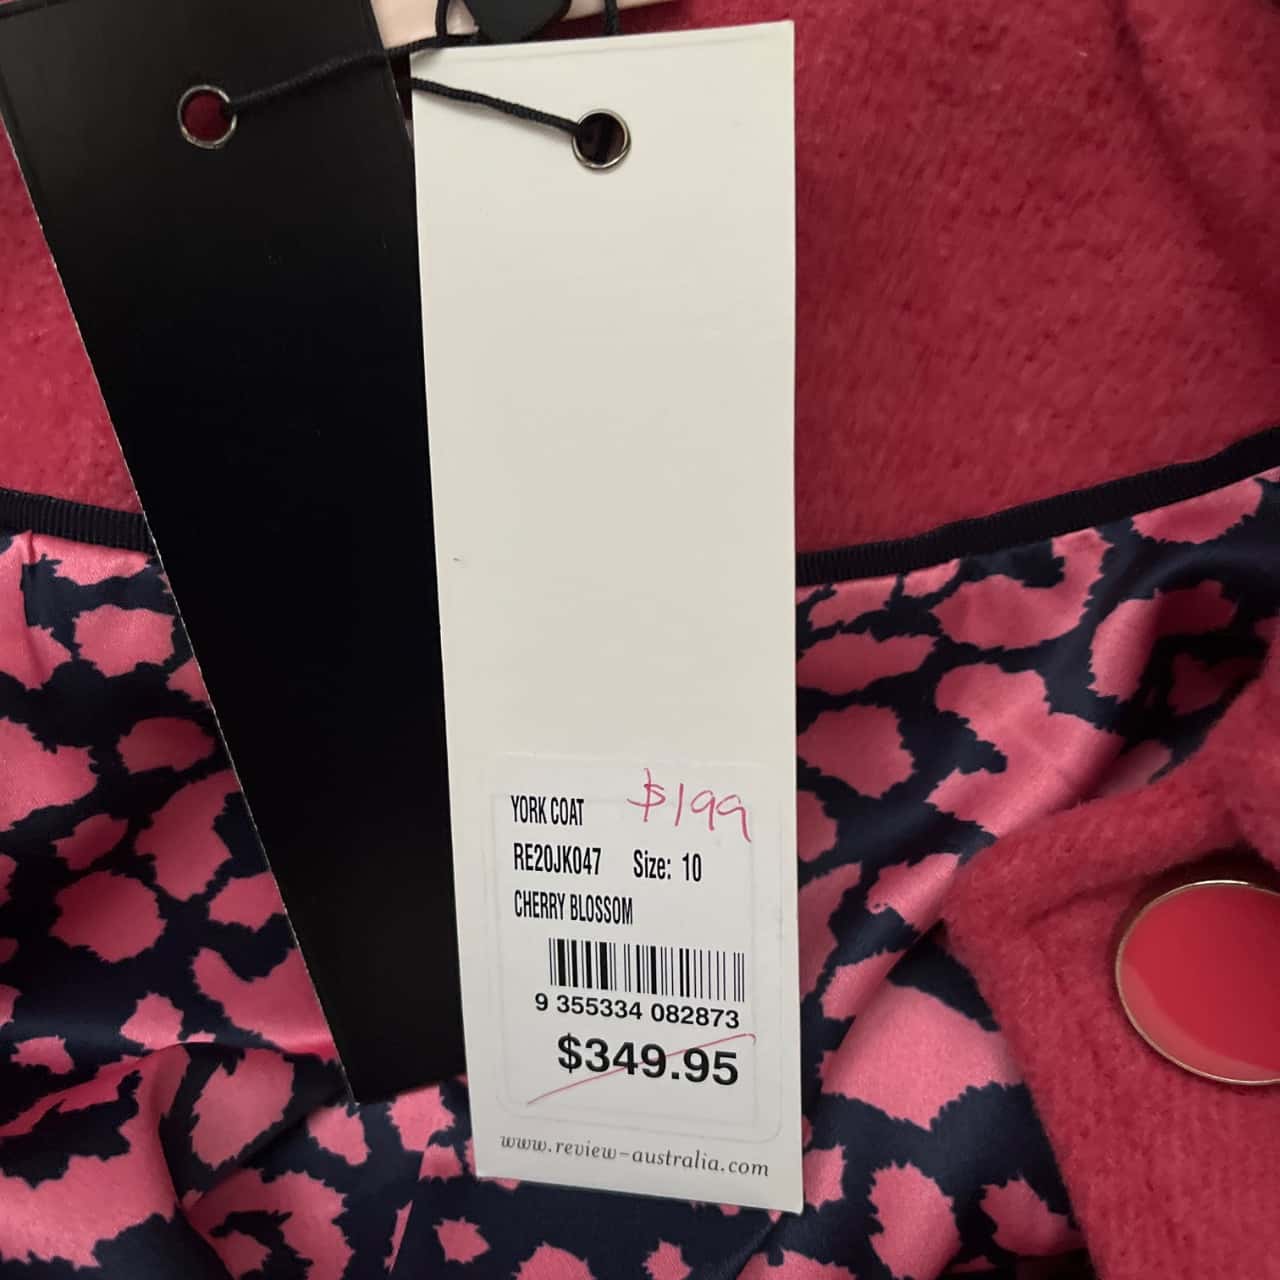 $199
YORK COAT
RE20JK047 Size: 10
CHERRY BLOSSOM
9 355334 082873
$349.95
www.review-australia.com